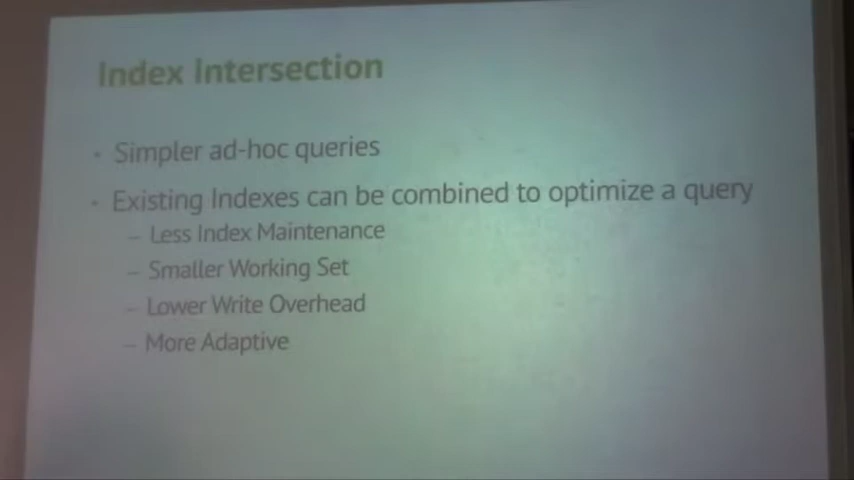 Index Intersection
• Simpler ad-hoc queries
• Existing Indexes can be combined to optimize a query
– Less Index Maintenance
– Smaller Working Set
– Lower Write Overhead
– More Adaptive